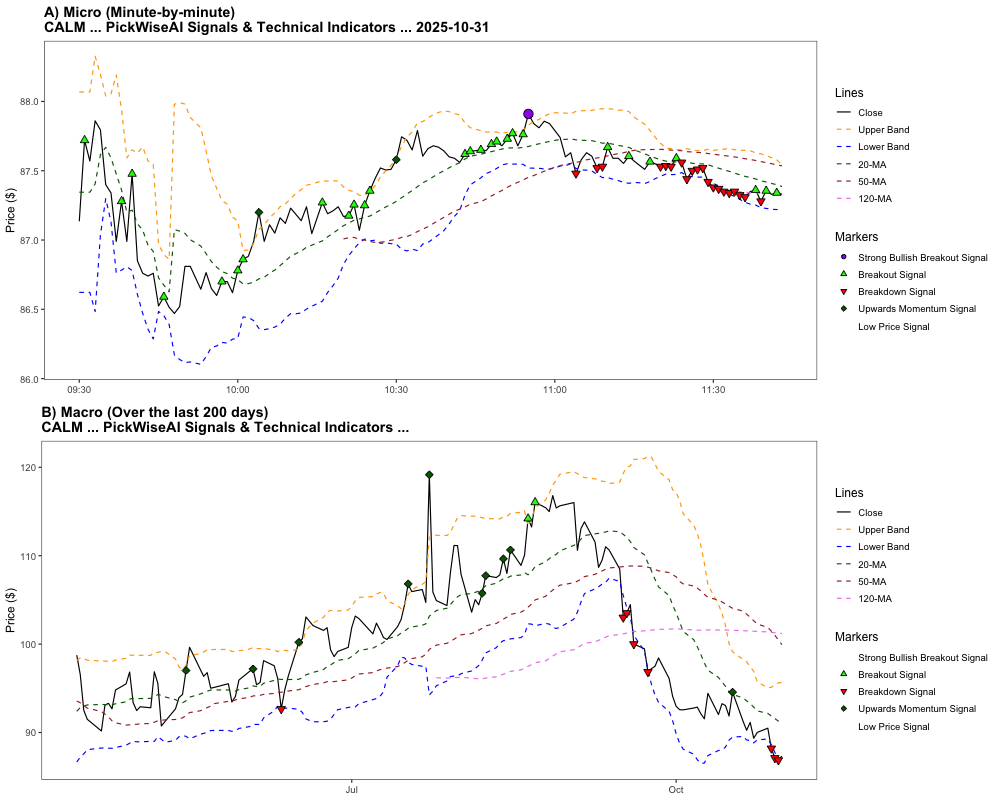 A) Micro (Minute-by-minute)
CALM ... PickWiseAI Signals & Technical Indicators ... 2025-10-31
Price ($)
88.0
87.5
87.0
86.5
86.0
09:30
10:00
10:30
11:00
11:30
Lines
Close
Upper Band
Lower Band
20-MA
50-MA
120-MA
Markers
Strong Bullish Breakout Signal
Breakout Signal
Breakdown Signal
Upwards Momentum Signal
Low Price Signal
B) Macro (Over the last 200 days)
CALM ... PickWiseAI Signals & Technical Indicators ...
Price ($)
120
110
100
90
Jul
Oct
Lines
Close
Upper Band
Lower Band
20-MA
50-MA
120-MA
Markers
Strong Bullish Breakout Signal
Breakout Signal
Breakdown Signal
Upwards Momentum Signal
Low Price Signal